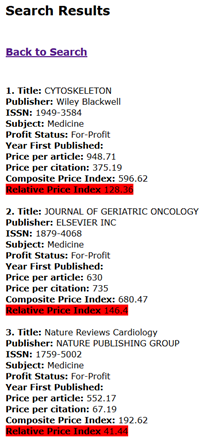 Search Results
Back to Search
1. Title: CYTOSKELETON
Publisher: Wiley Blackwell
ISSN: 1949-3584
Subject: Medicine
Profit Status: For-Profit
Year First Published:
Price per article: 948.71
Price per citation: 375.19
Composite Price Index: 596.62
Relative Price Index 128.36
2. Title: JOURNAL OF GERIATRIC ONCOLOGY
Publisher: ELSEVIER INC
ISSN: 1879-4068
Subject: Medicine
Profit Status: For-Profit
Year First Published:
Price per article: 630
Price per citation: 735
Composite Price Index: 680.47
Relative Price Index 146.4
3. Title: Nature Reviews Cardiology
Publisher: NATURE PUBLISHING GROUP
ISSN: 1759-5002
Subject: Medicine
Profit Status: For-Profit
Year First Published:
Price per article: 552.17
Price per citation: 67.19
Composite Price Index: 192.62
Relative Price Index 41.44